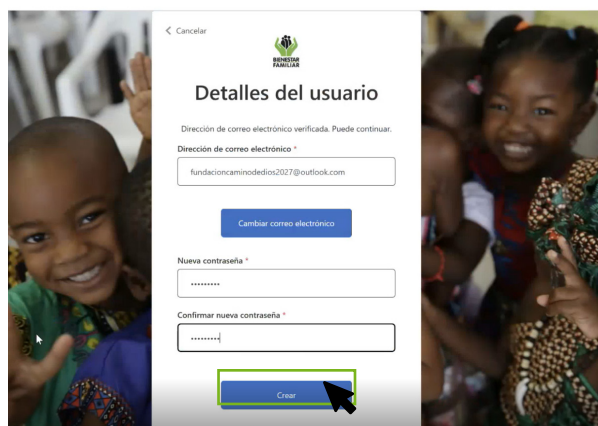 Cancelar
BIENESTAR
FAMILIAR
Detalles del usuario
Dirección de correo electrónico verificada. Puede continuar.
Dirección de correo electrónico *
fundacioncaminodedios2027@outlook.com
Cambiar correo electrónico
Nueva contraseña *
•••••••••
Confirmar nueva contraseña *
•••••••••
Crear